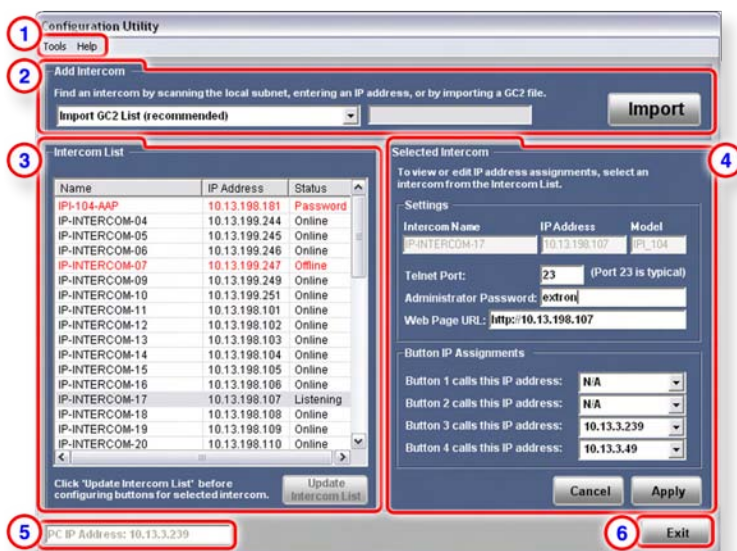 Configuration Utility
1
Tools Help
2
Add Intercom
Find an intercom by scanning the local subnet, entering an IP address, or by importing a GC2 file.
Import GC2 List (recommended)
Import
3
Intercom List
Name IP Address Status
IPI-104-AAP 10.13.198.181 Password
IP-INTERCOM-04 10.13.199.244 Online
IP-INTERCOM-05 10.13.199.245 Online
IP-INTERCOM-06 10.13.199.246 Online
IP-INTERCOM-07 10.13.199.247 Offline
IP-INTERCOM-09 10.13.199.249 Online
IP-INTERCOM-10 10.13.199.251 Online
IP-INTERCOM-11 10.13.198.101 Online
IP-INTERCOM-12 10.13.198.102 Online
IP-INTERCOM-13 10.13.198.103 Online
IP-INTERCOM-14 10.13.198.104 Online
IP-INTERCOM-15 10.13.198.105 Online
IP-INTERCOM-16 10.13.198.106 Online
IP-INTERCOM-17 10.13.198.107 Listening
IP-INTERCOM-18 10.13.198.108 Online
IP-INTERCOM-19 10.13.198.109 Online
IP-INTERCOM-20 10.13.198.110 Online
Click 'Update Intercom List' before
configuring buttons for selected intercom.
Update
Intercom List
4
Selected Intercom
To view or edit IP address assignments, select an
intercom from the Intercom List.
Settings
Intercom Name IP Address Model
IP-INTERCOM-17 10.13.198.107 IPI_104
Telnet Port: 23 (Port 23 is typical)
Administrator Password: extron
Web Page URL: http://10.13.198.107
Button IP Assignments
Button 1 calls this IP address: N/A
Button 2 calls this IP address: N/A
Button 3 calls this IP address: 10.13.3.239
Button 4 calls this IP address: 10.13.3.49
Cancel Apply
5
PC IP Address: 10.13.3.239
6
Exit